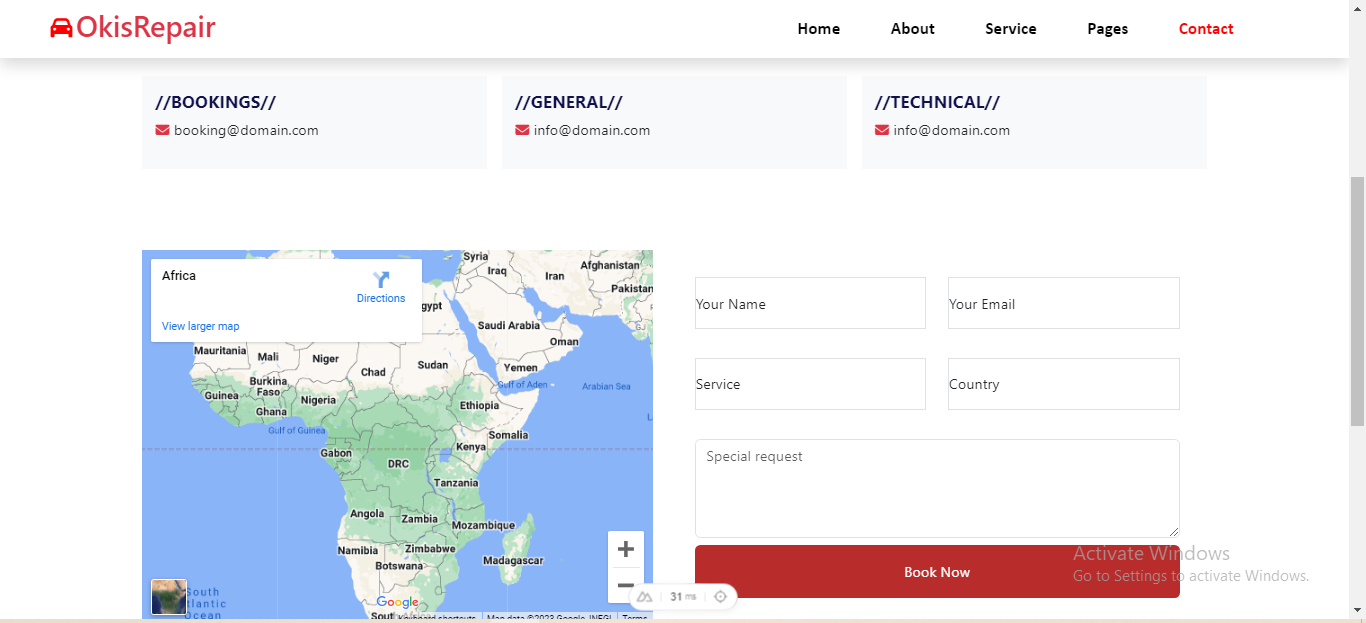 OkisRepair
Home About Service Pages Contact
//BOOKINGS//
booking@domain.com
//GENERAL//
info@domain.com
//TECHNICAL//
info@domain.com
Africa
Directions
View larger map
Syria
Iraq
Iran
Afghanistan
Pakistan
gypt
GJ
Saudi Arabia
Oman
Mauritania
Mali
Niger
Chad
Sudan
Yemen
Gulf of Aden
Arabian Sea
Burkina
Faso
Guinea
Nigeria
Ghana
Ethiopia
Gulf of Guinea
Somalia
Gabon
Kenya
DRC
Tanzania
Angola
Zambia
Mozambique
Namibia
Zimbabwe
Botswana
Madagascar
South
tlantic
Ocean
Google
Keyboard shortcuts Map data ©2023 Google, INEGI Terms
Your Name
Your Email
Service
Country
Special request
Book Now
31 ms
Activate Windows
Go to Settings to activate Windows.